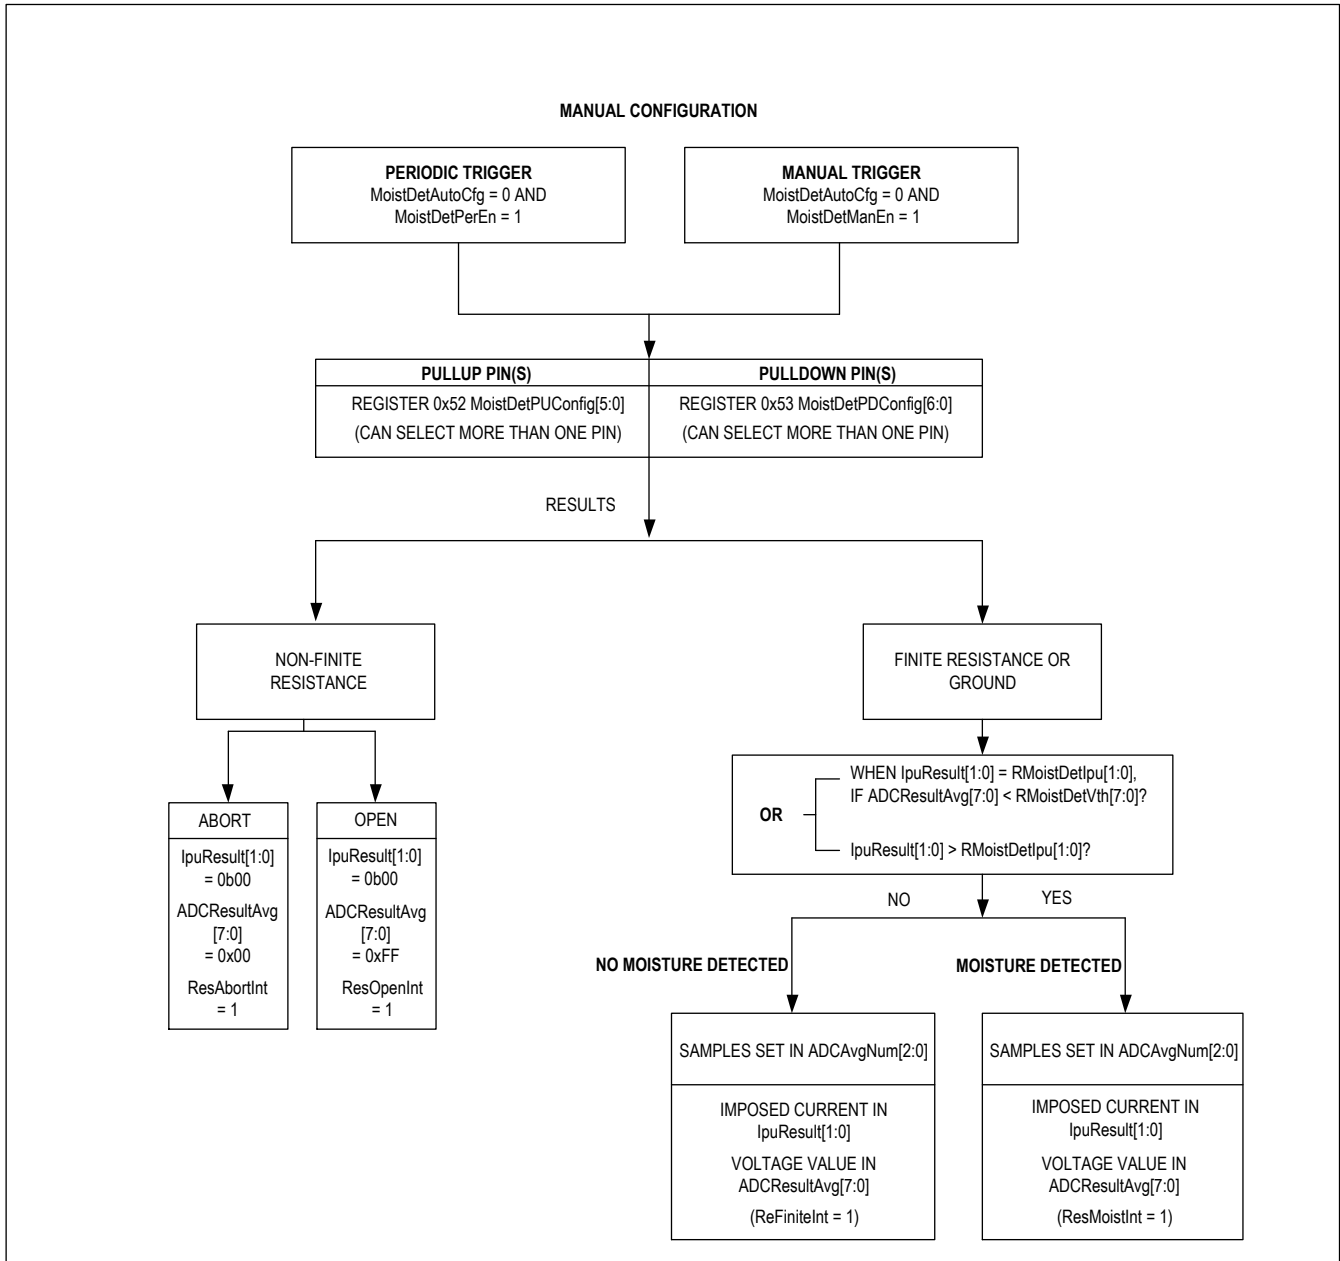 MANUAL CONFIGURATION
PERIODIC TRIGGER
MoistDetAutoCfg = 0 AND
MoistDetPerEn = 1
MANUAL TRIGGER
MoistDetAutoCfg = 0 AND
MoistDetManEn = 1
PULLUP PIN(S)
REGISTER 0x52 MoistDetPUConfig[5:0]
(CAN SELECT MORE THAN ONE PIN)
PULLDOWN PIN(S)
REGISTER 0x53 MoistDetPDConfig[6:0]
(CAN SELECT MORE THAN ONE PIN)
RESULTS
NON-FINITE
RESISTANCE
FINITE RESISTANCE OR
GROUND
ABORT
IpuResult[1:0]
= 0b00
ADCResultAvg
[7:0]
= 0x00
ResAbortInt
= 1
OPEN
IpuResult[1:0]
= 0b00
ADCResultAvg
[7:0]
= 0xFF
ResOpenInt
= 1
OR
WHEN IpuResult[1:0] = RMoistDetIpu[1:0],
IF ADCResultAvg[7:0] < RMoistDetVth[7:0]?
IpuResult[1:0] > RMoistDetIpu[1:0]?
NO
YES
NO MOISTURE DETECTED
MOISTURE DETECTED
SAMPLES SET IN ADCAvgNum[2:0]
IMPOSED CURRENT IN
IpuResult[1:0]
VOLTAGE VALUE IN
ADCResultAvg[7:0]
(ReFiniteInt = 1)
SAMPLES SET IN ADCAvgNum[2:0]
IMPOSED CURRENT IN
IpuResult[1:0]
VOLTAGE VALUE IN
ADCResultAvg[7:0]
(ResMoistInt = 1)